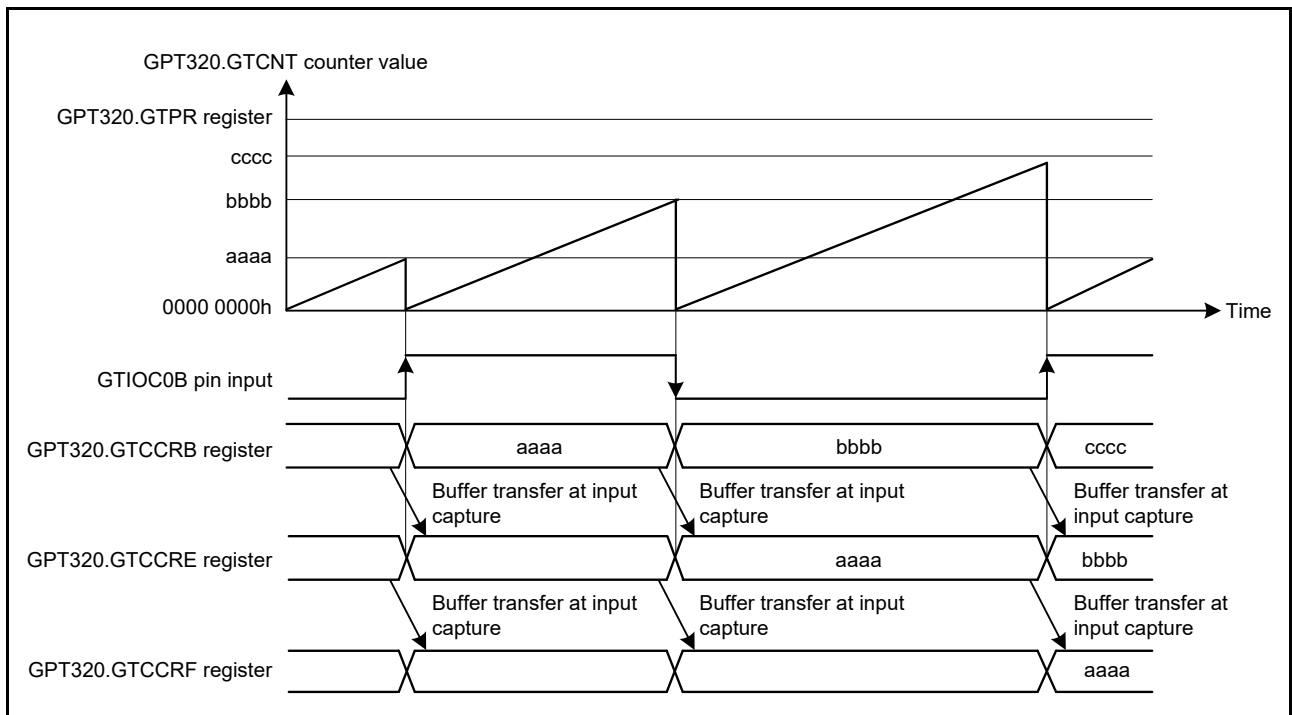 GPT320.GTCNT counter value
GPT320.GTPR register
cccc
bbbb
aaaa
0000 0000h
Time
GTIOC0B pin input
GPT320.GTCCRB register
aaaa
bbbb
cccc
Buffer transfer at input
capture
Buffer transfer at input
capture
Buffer transfer at
input capture
GPT320.GTCCRE register
aaaa
bbbb
Buffer transfer at input
capture
Buffer transfer at input
capture
Buffer transfer at
input capture
GPT320.GTCCRF register
aaaa